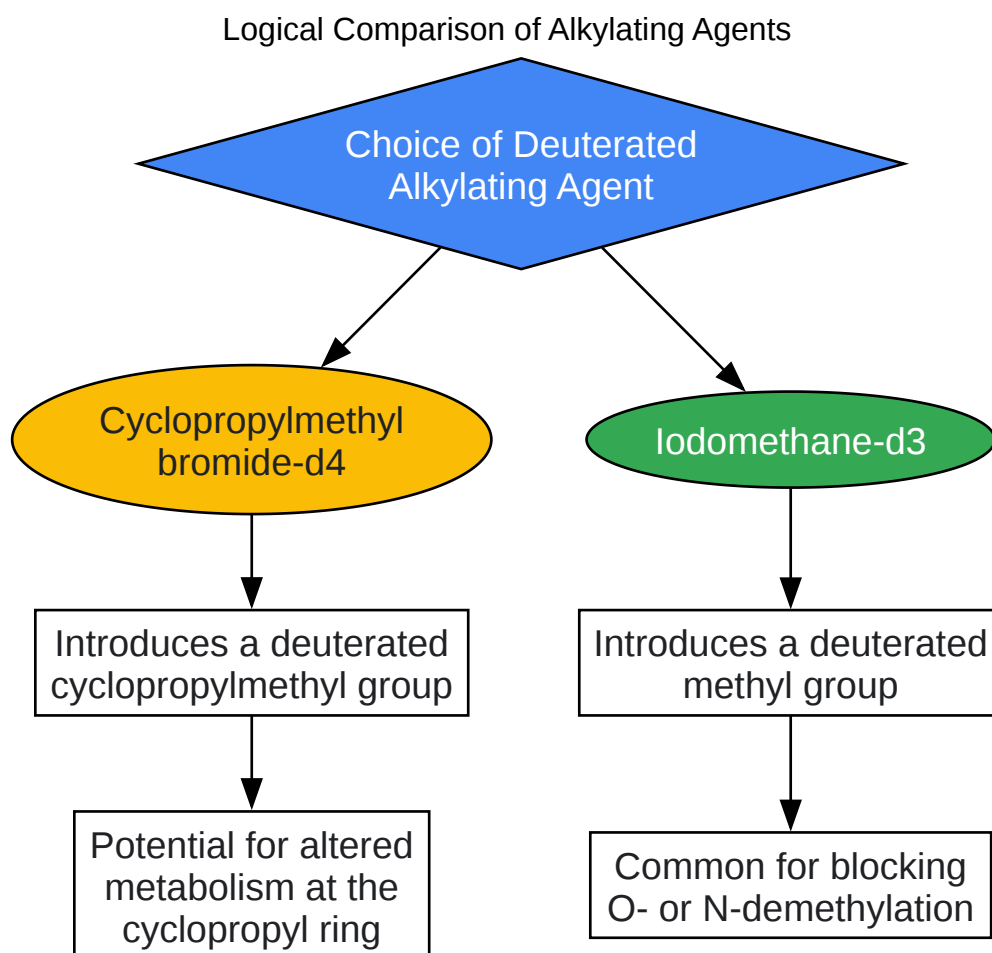 Logical Comparison of Alkylating Agents
Choice of Deuterated
Alkylating Agent
Cyclopropylmethyl
bromide-d4
Iodomethane-d3
Introduces a deuterated
cyclopropylmethyl group
Introduces a deuterated
methyl group
Potential for altered
metabolism at the
cyclopropyl ring
Common for blocking
O- or N-demethylation